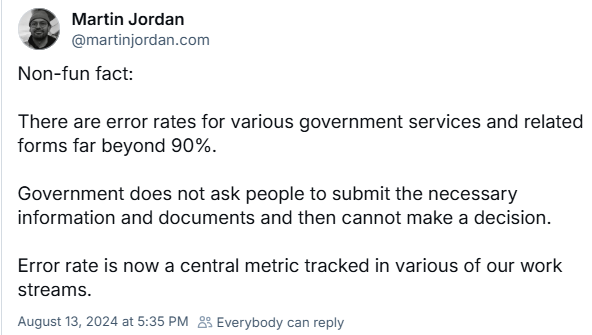 Martin Jordan
@martinjordan.com
Non-fun fact:
There are error rates for various government services and related
forms far beyond 90%.
Government does not ask people to submit the necessary
information and documents and then cannot make a decision.
Error rate is now a central metric tracked in various of our work
streams.
August 13, 2024 at 5:35 PM Everybody can reply